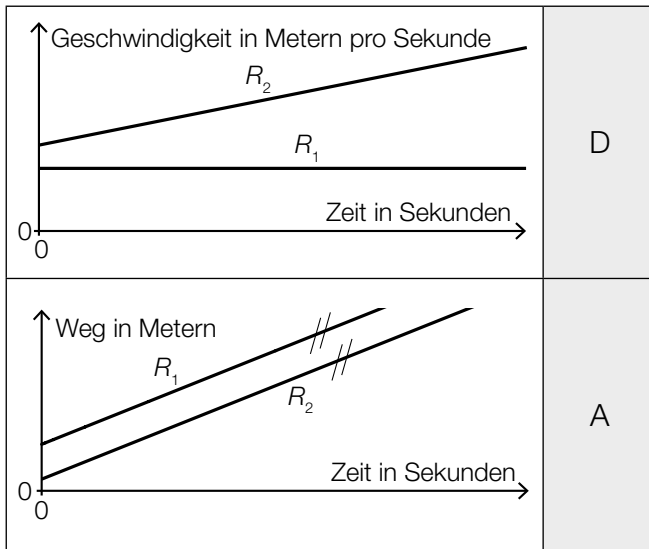 Geschwindigkeit in Metern pro Sekunde
R₂
R₁
Zeit in Sekunden
0
0
D
Weg in Metern
R₁
R₂
Zeit in Sekunden
0
0
A